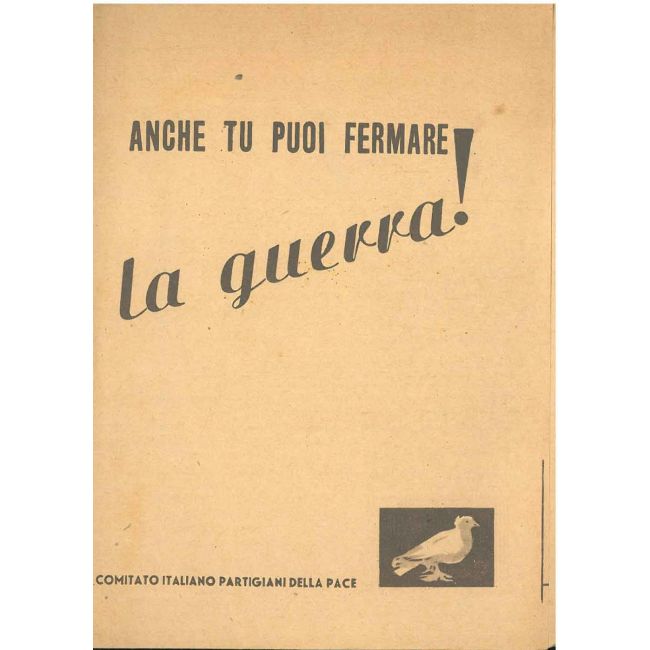 ANCHE TU PUOI FERMARE
la guerra!
COMITATO ITALIANO PARTIGIANI DELLA PACE